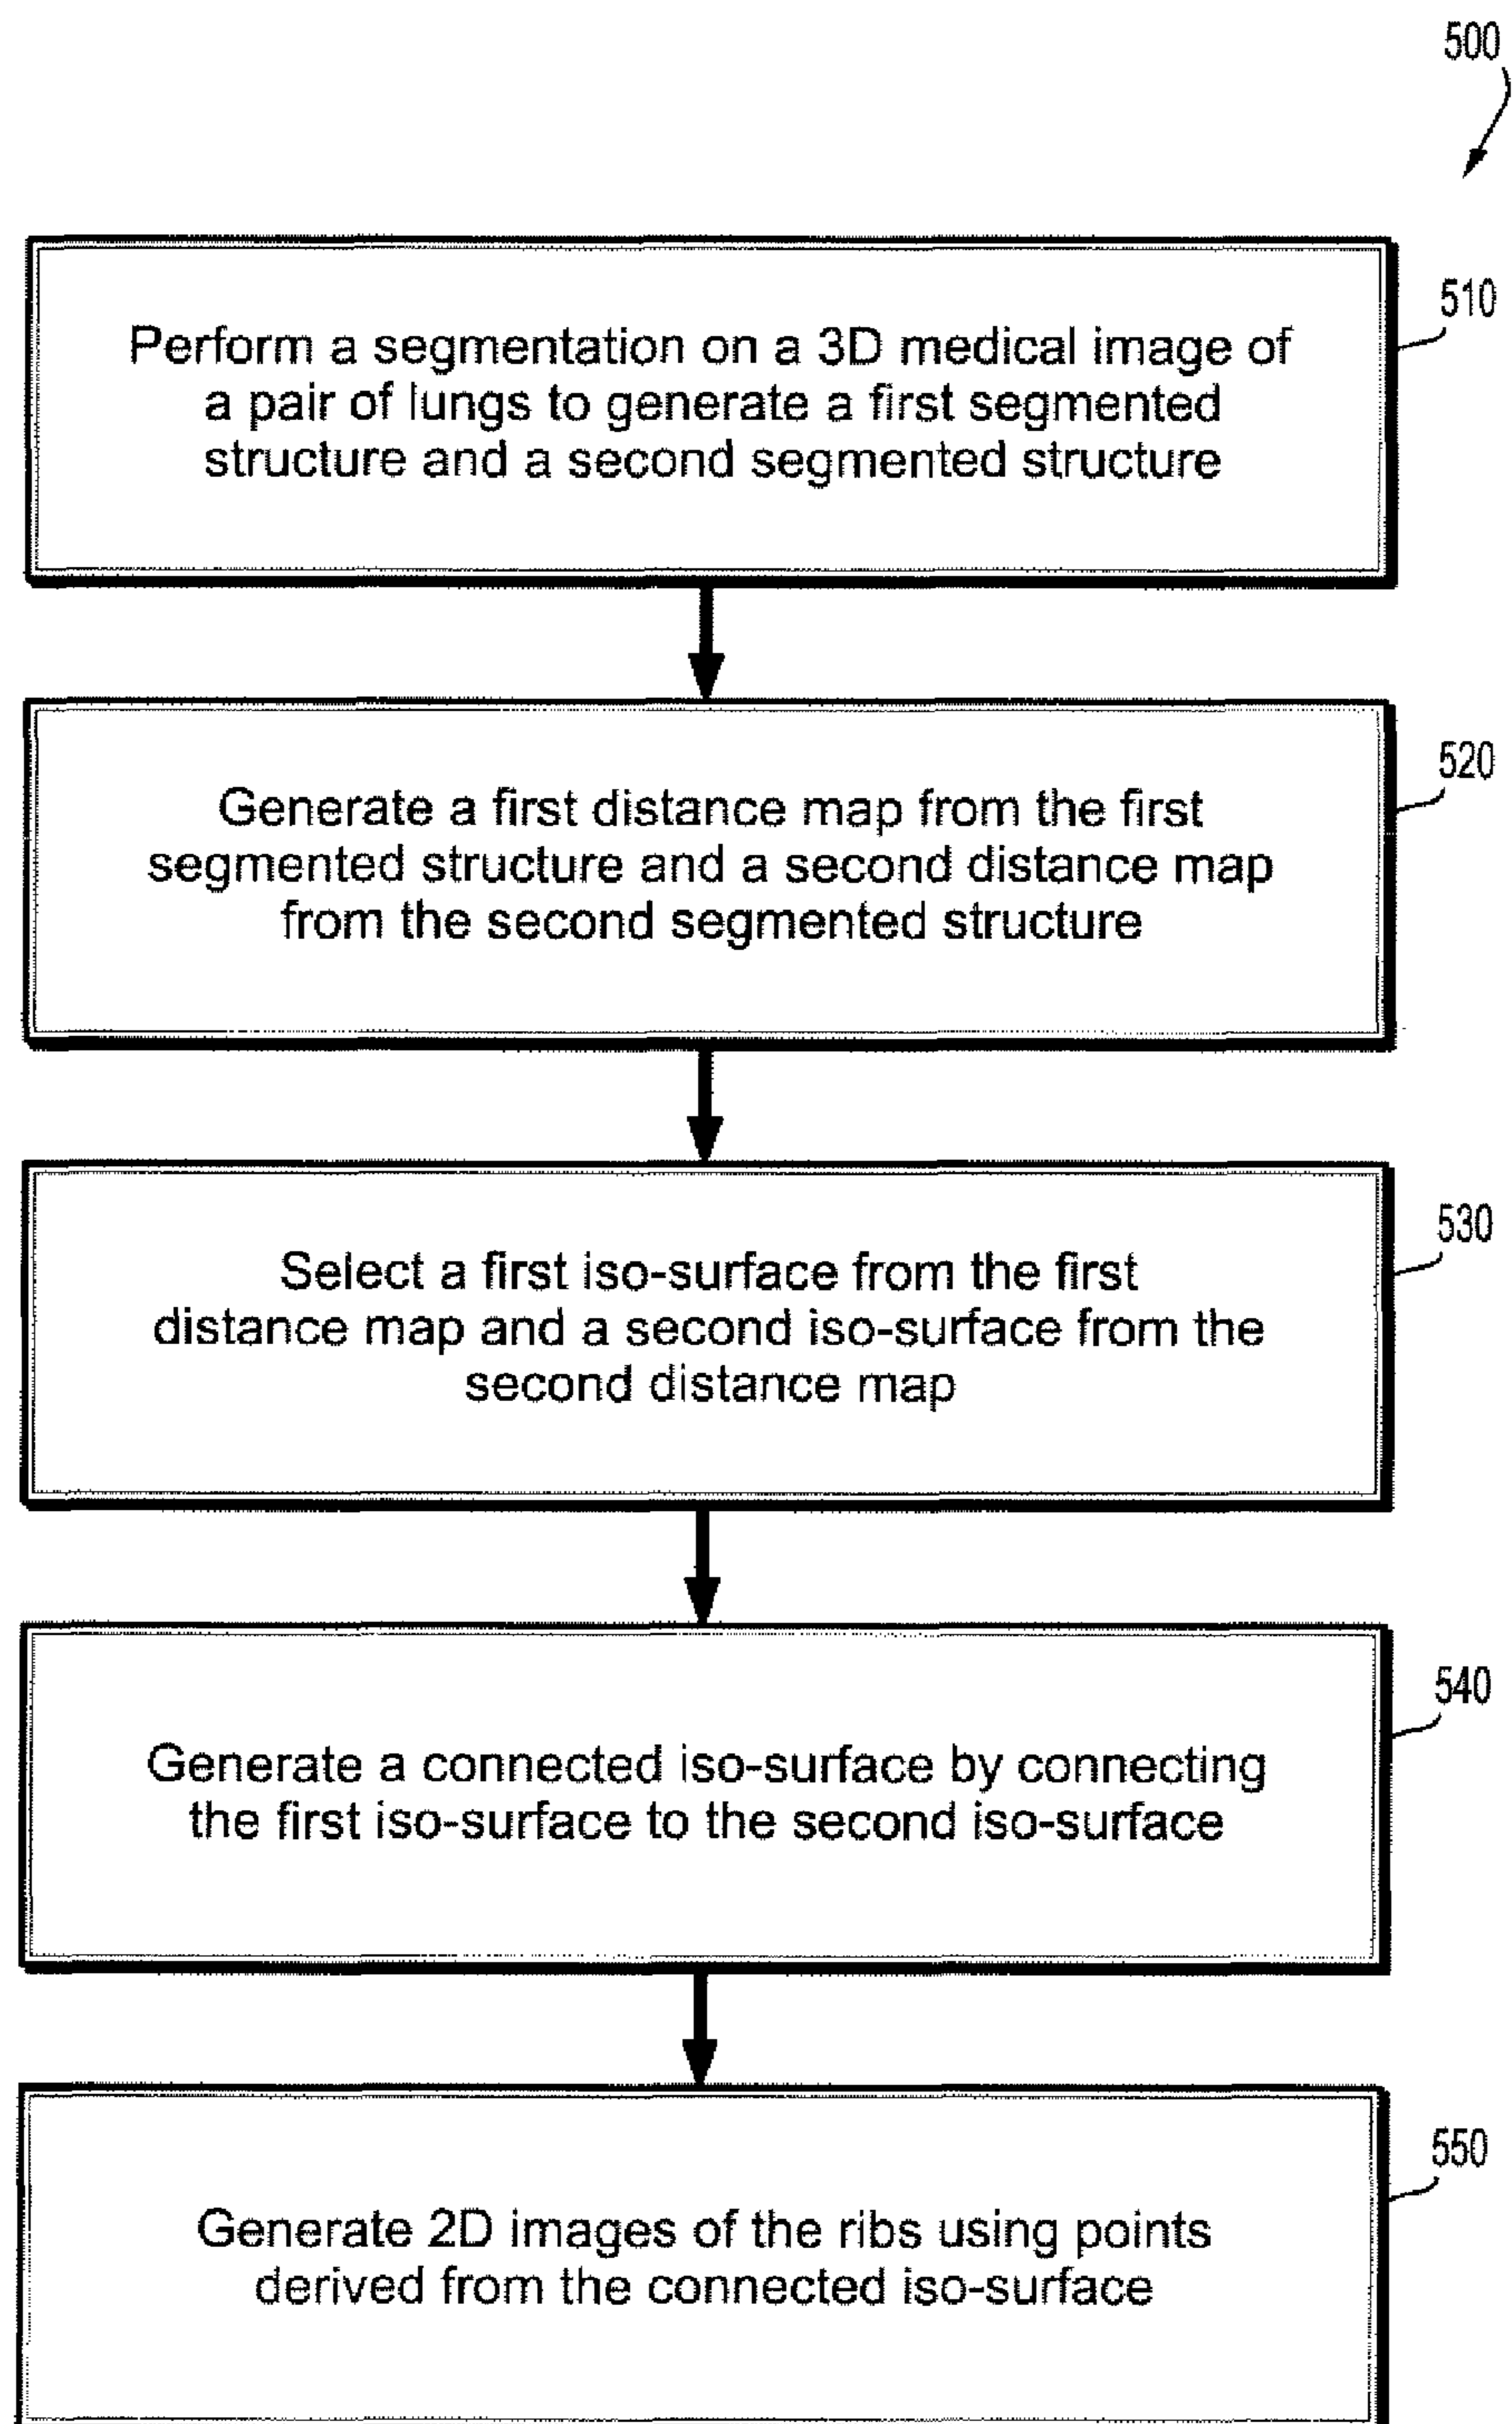 500
Perform a segmentation on a 3D medical image of
a pair of lungs to generate a first segmented
structure and a second segmented structure
510
Generate a first distance map from the first
segmented structure and a second distance map
from the second segmented structure
520
Select a first iso-surface from the first
distance map and a second iso-surface from the
second distance map
530
Generate a connected iso-surface by connecting
the first iso-surface to the second iso-surface
540
Generate 2D images of the ribs using points
derived from the connected iso-surface
550